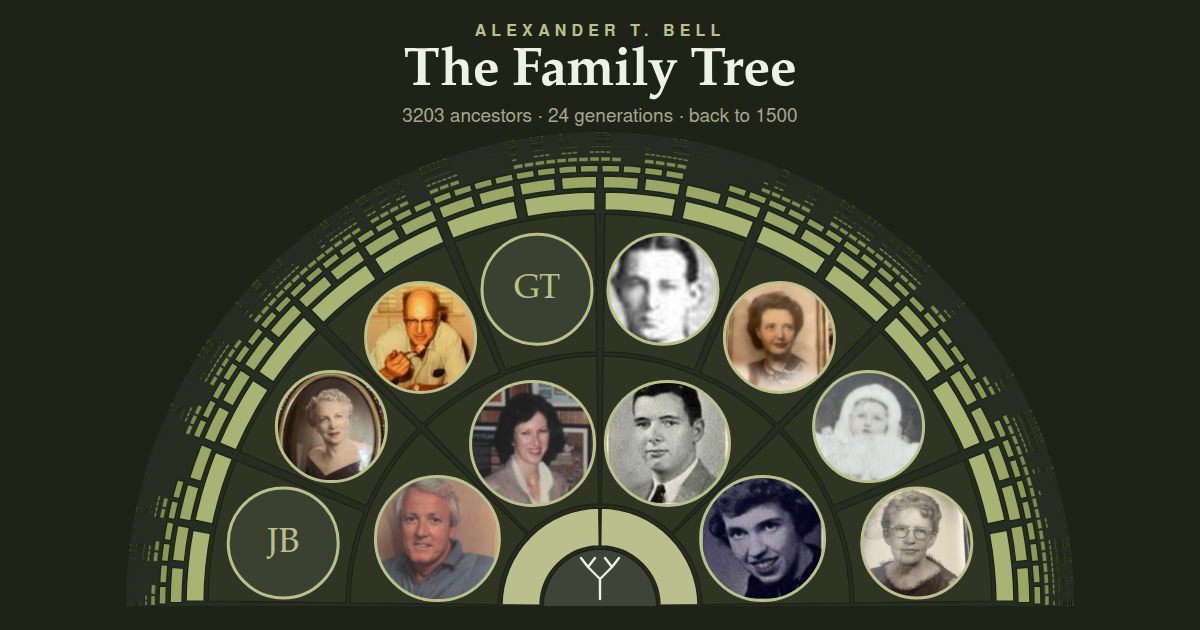 ALEXANDER T. BELL
The Family Tree
3203 ancestors · 24 generations · back to 1500
GT
JB